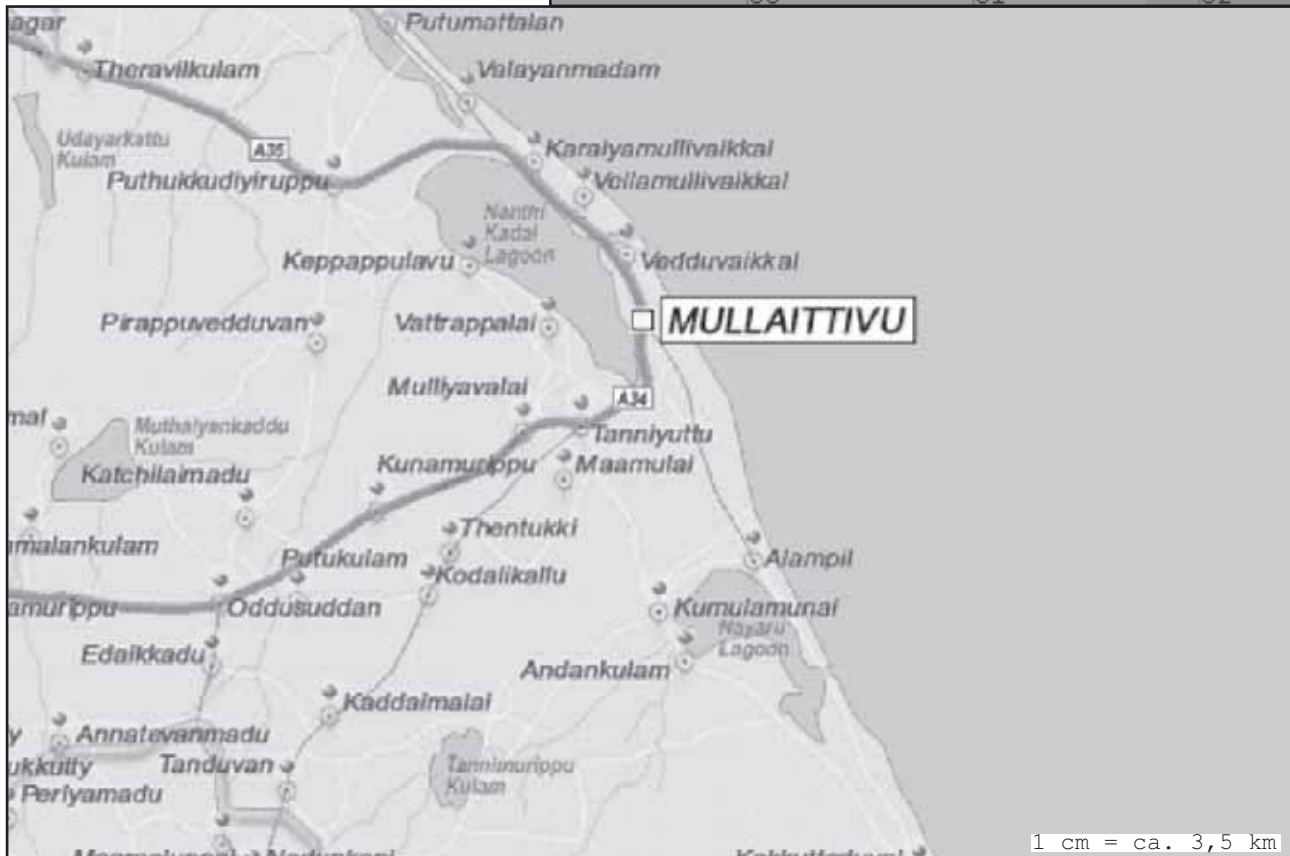 Putumattalan
Theravilkulam
Valayanmadam
Udayarkattu
Kulam
A35
Karaiyamullivaikkal
Puthukkudiyiruppu
Vellamullivaikkal
Nanthi
Kadal
Lagoon
Keppappulavu
Vadduvaikkal
Pirappuvedduvan
Vattrappalai
MULLAITTIVU
Mulliyavalai
A34
Muthaiyankaddu
Kulam
Tanniyuttu
Katchilaimadu
Kunamurippu
Maamulai
Thentukki
Putukulam
Alampil
Kodalikallu
Oddusuddan
Kumulamunai
Nayaru
Lagoon
Edaikkadu
Andankulam
Kaddaimalai
Annatevanmadu
Tanduvan
Tannimurippu
Kulam
Periyamadu
1 cm = ca. 3,5 km